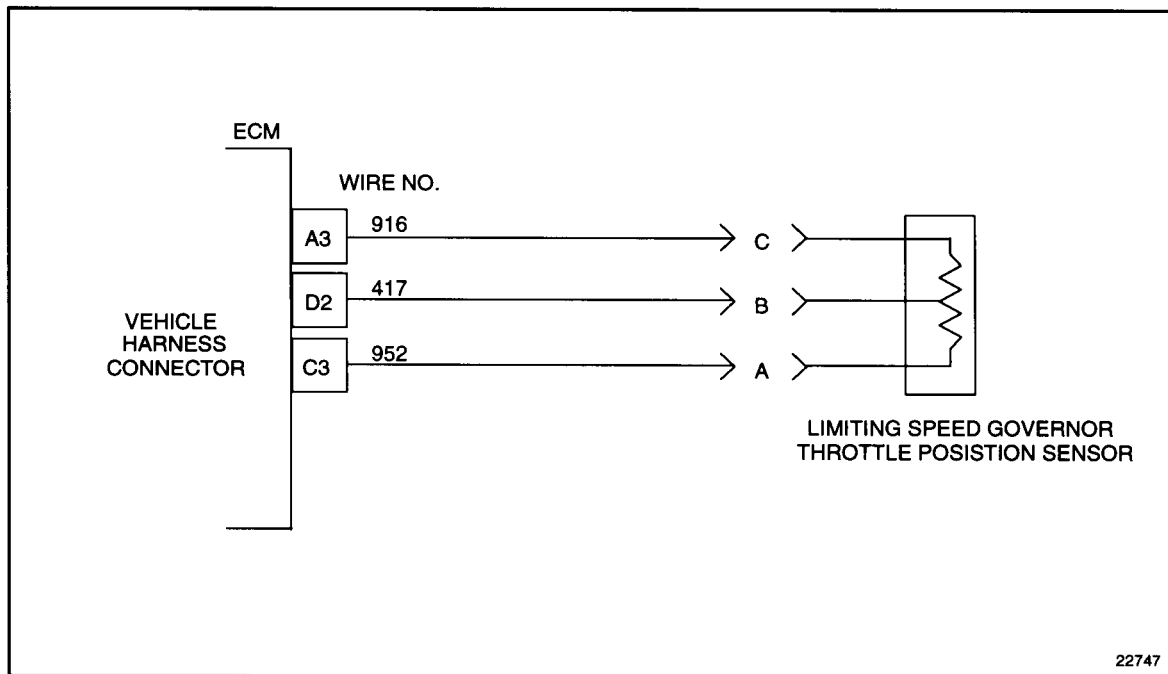 ECM
WIRE NO.
A3
916
C
D2
417
B
VEHICLE
HARNESS
CONNECTOR
C3
952
A
LIMITING SPEED GOVERNOR
THROTTLE POSISTION SENSOR
22747